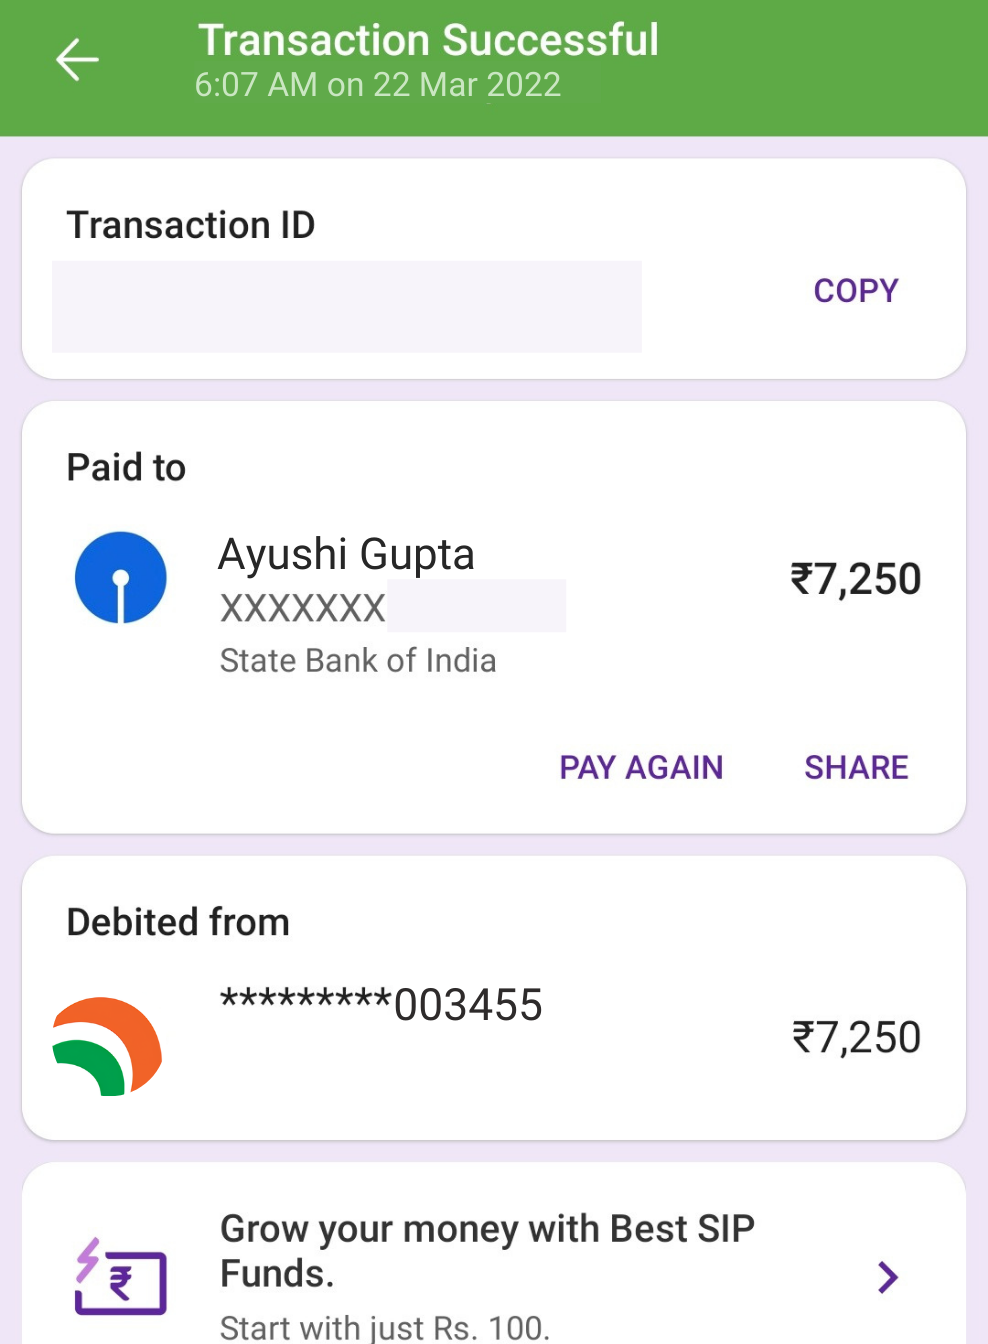 Transaction Successful
6:07 AM on 22 Mar 2022
Transaction ID
COPY
Paid to
Ayushi Gupta
₹7,250
XXXXXXX
State Bank of India
PAY AGAIN SHARE
Debited from
*********003455
₹7,250
Grow your money with Best SIP
Funds.
Start with just Rs. 100.